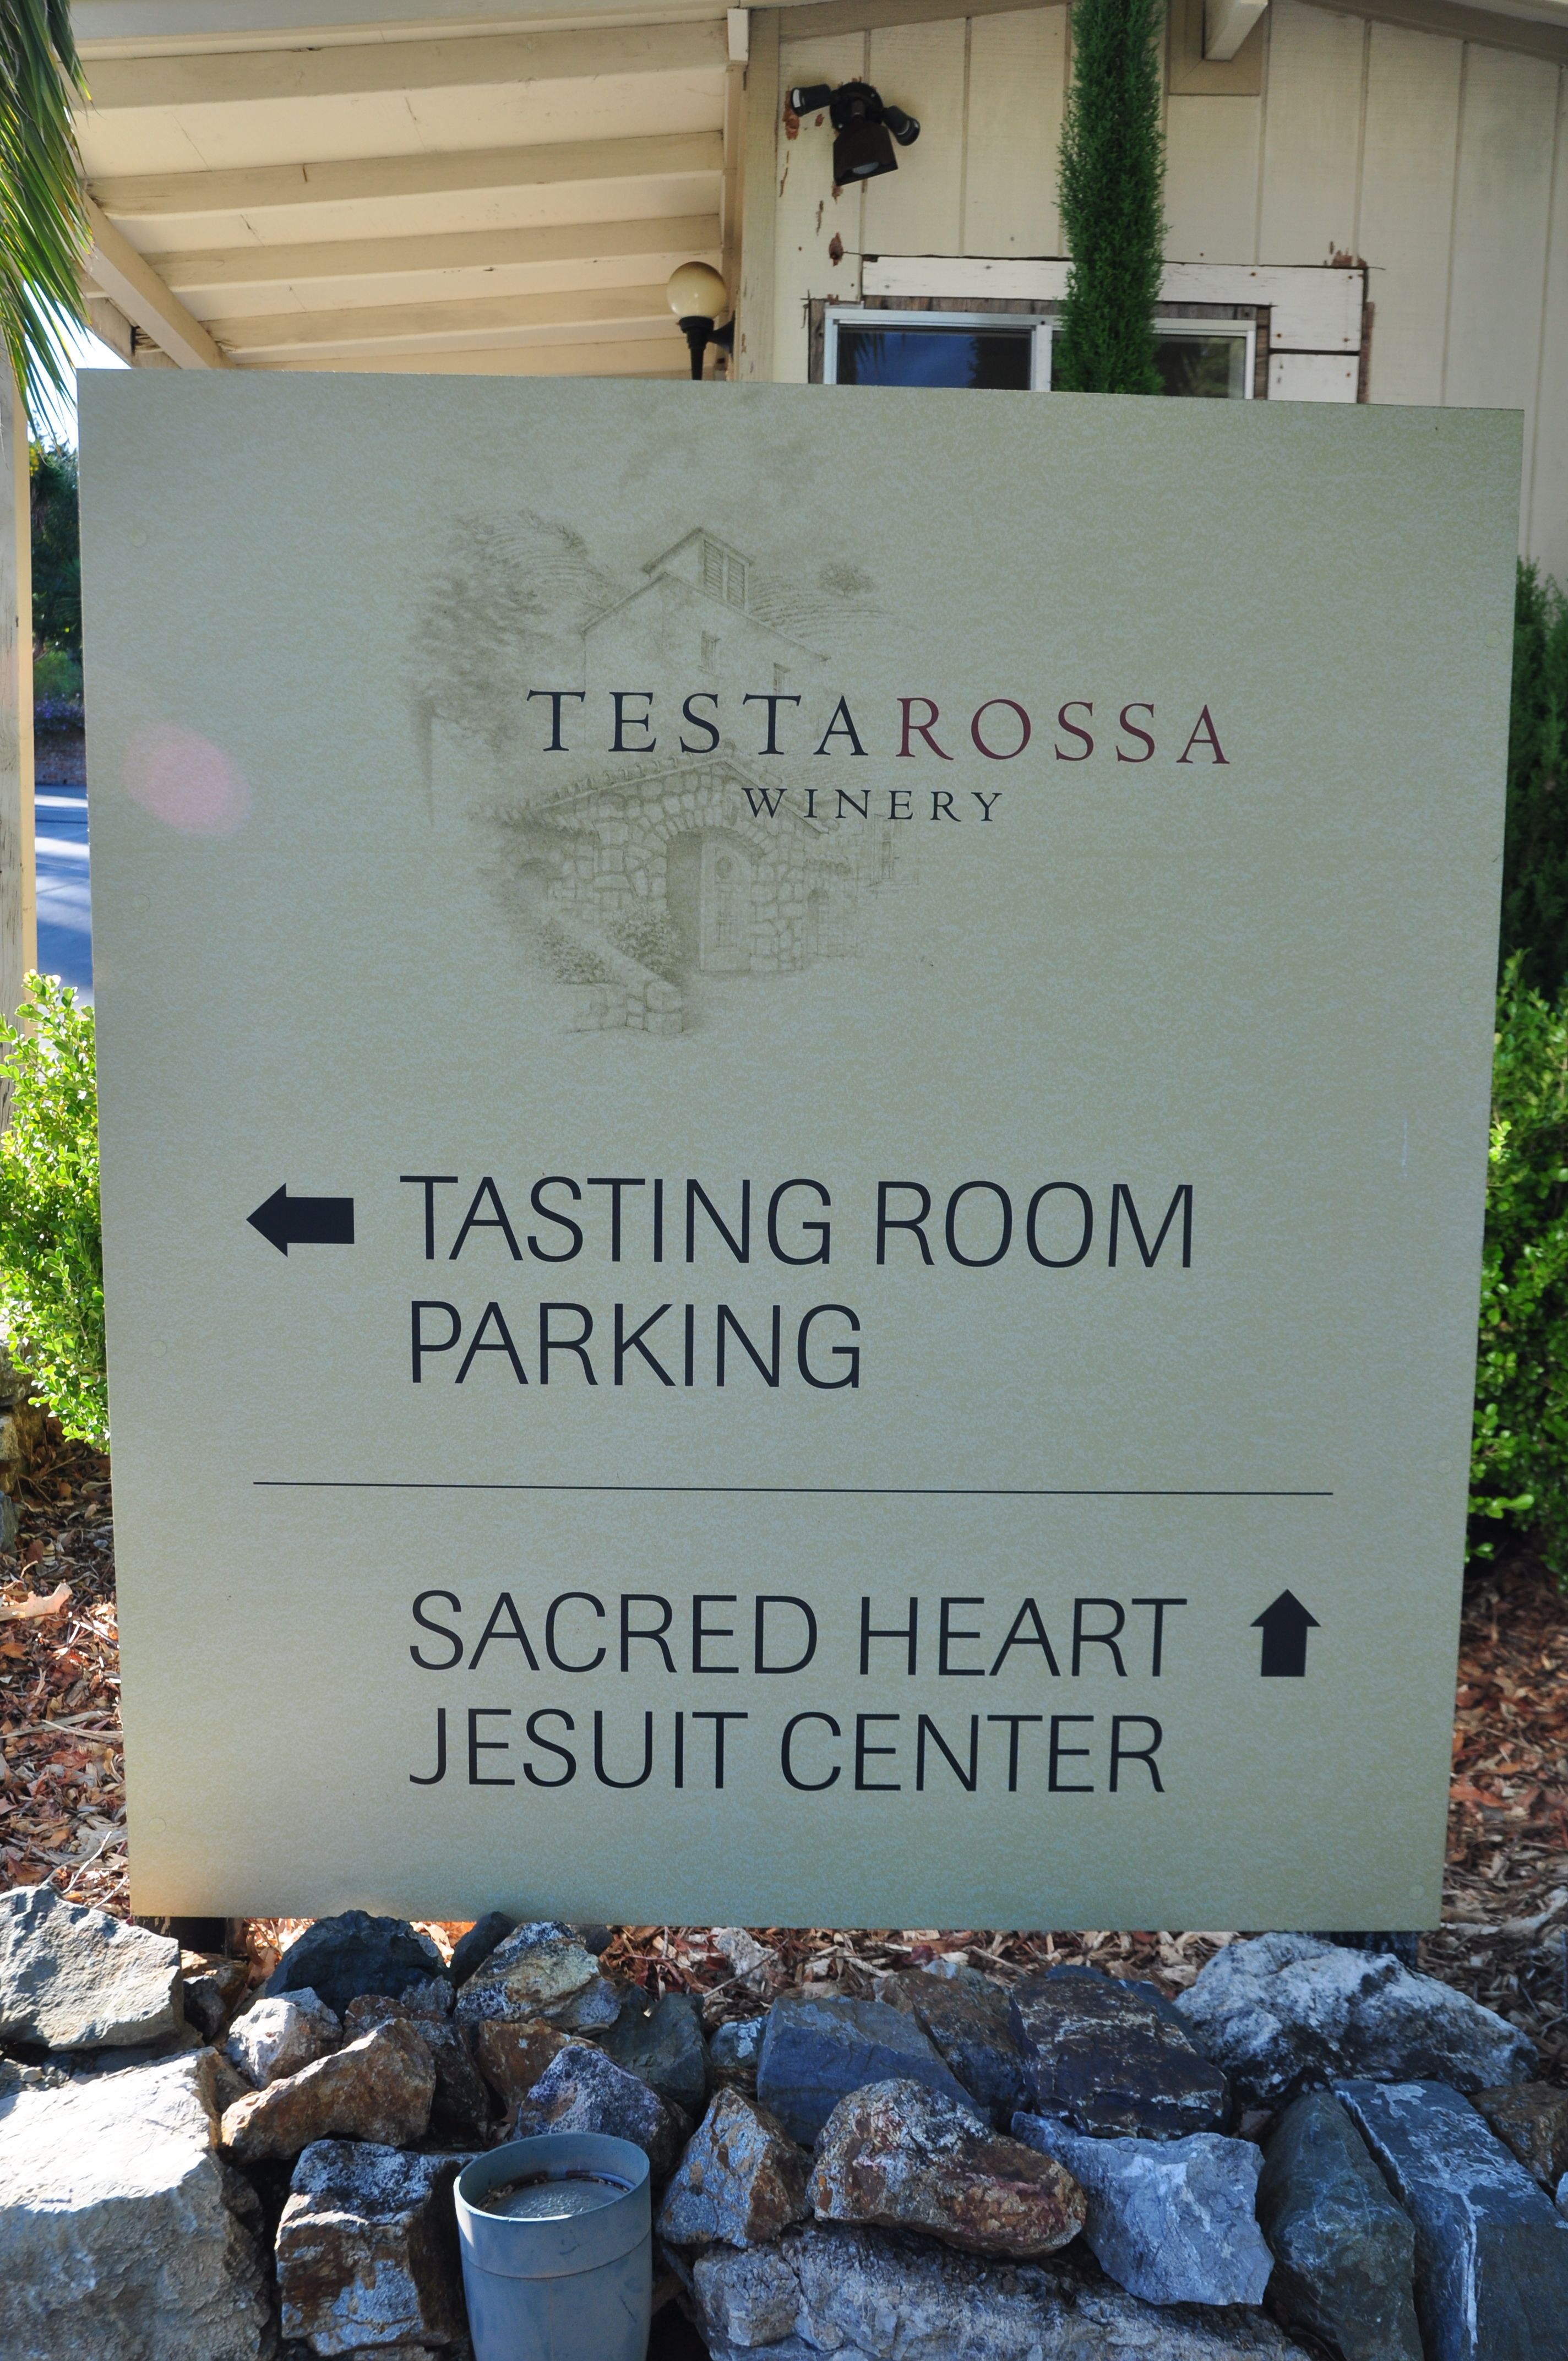 TESTAROSSA
WINERY
TASTING ROOM
PARKING
SACRED HEART
JESUIT CENTER